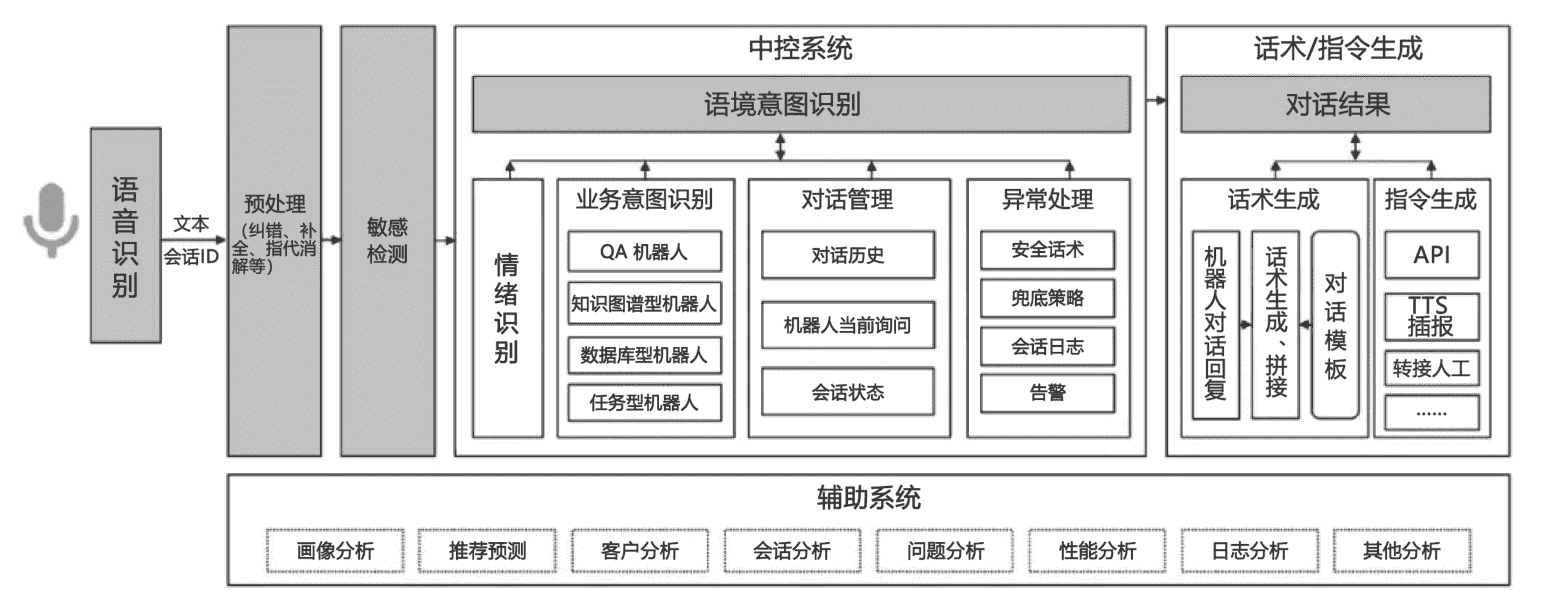 语音识别
文本
会话ID
预处理
（纠错、补
全、指代消
解等）
敏感
检测
中控系统
语境意图识别
情绪识别
业务意图识别
QA 机器人
知识图谱型机器人
数据库型机器人
任务型机器人
对话管理
对话历史
机器人当前询问
会话状态
异常处理
安全话术
兜底策略
会话日志
告警
话术/指令生成
对话结果
话术生成
机器人对话回复
话术生成、拼接
对话模板
指令生成
API
TTS
插报
转接人工
......
辅助系统
画像分析
推荐预测
客户分析
会话分析
问题分析
性能分析
日志分析
其他分析